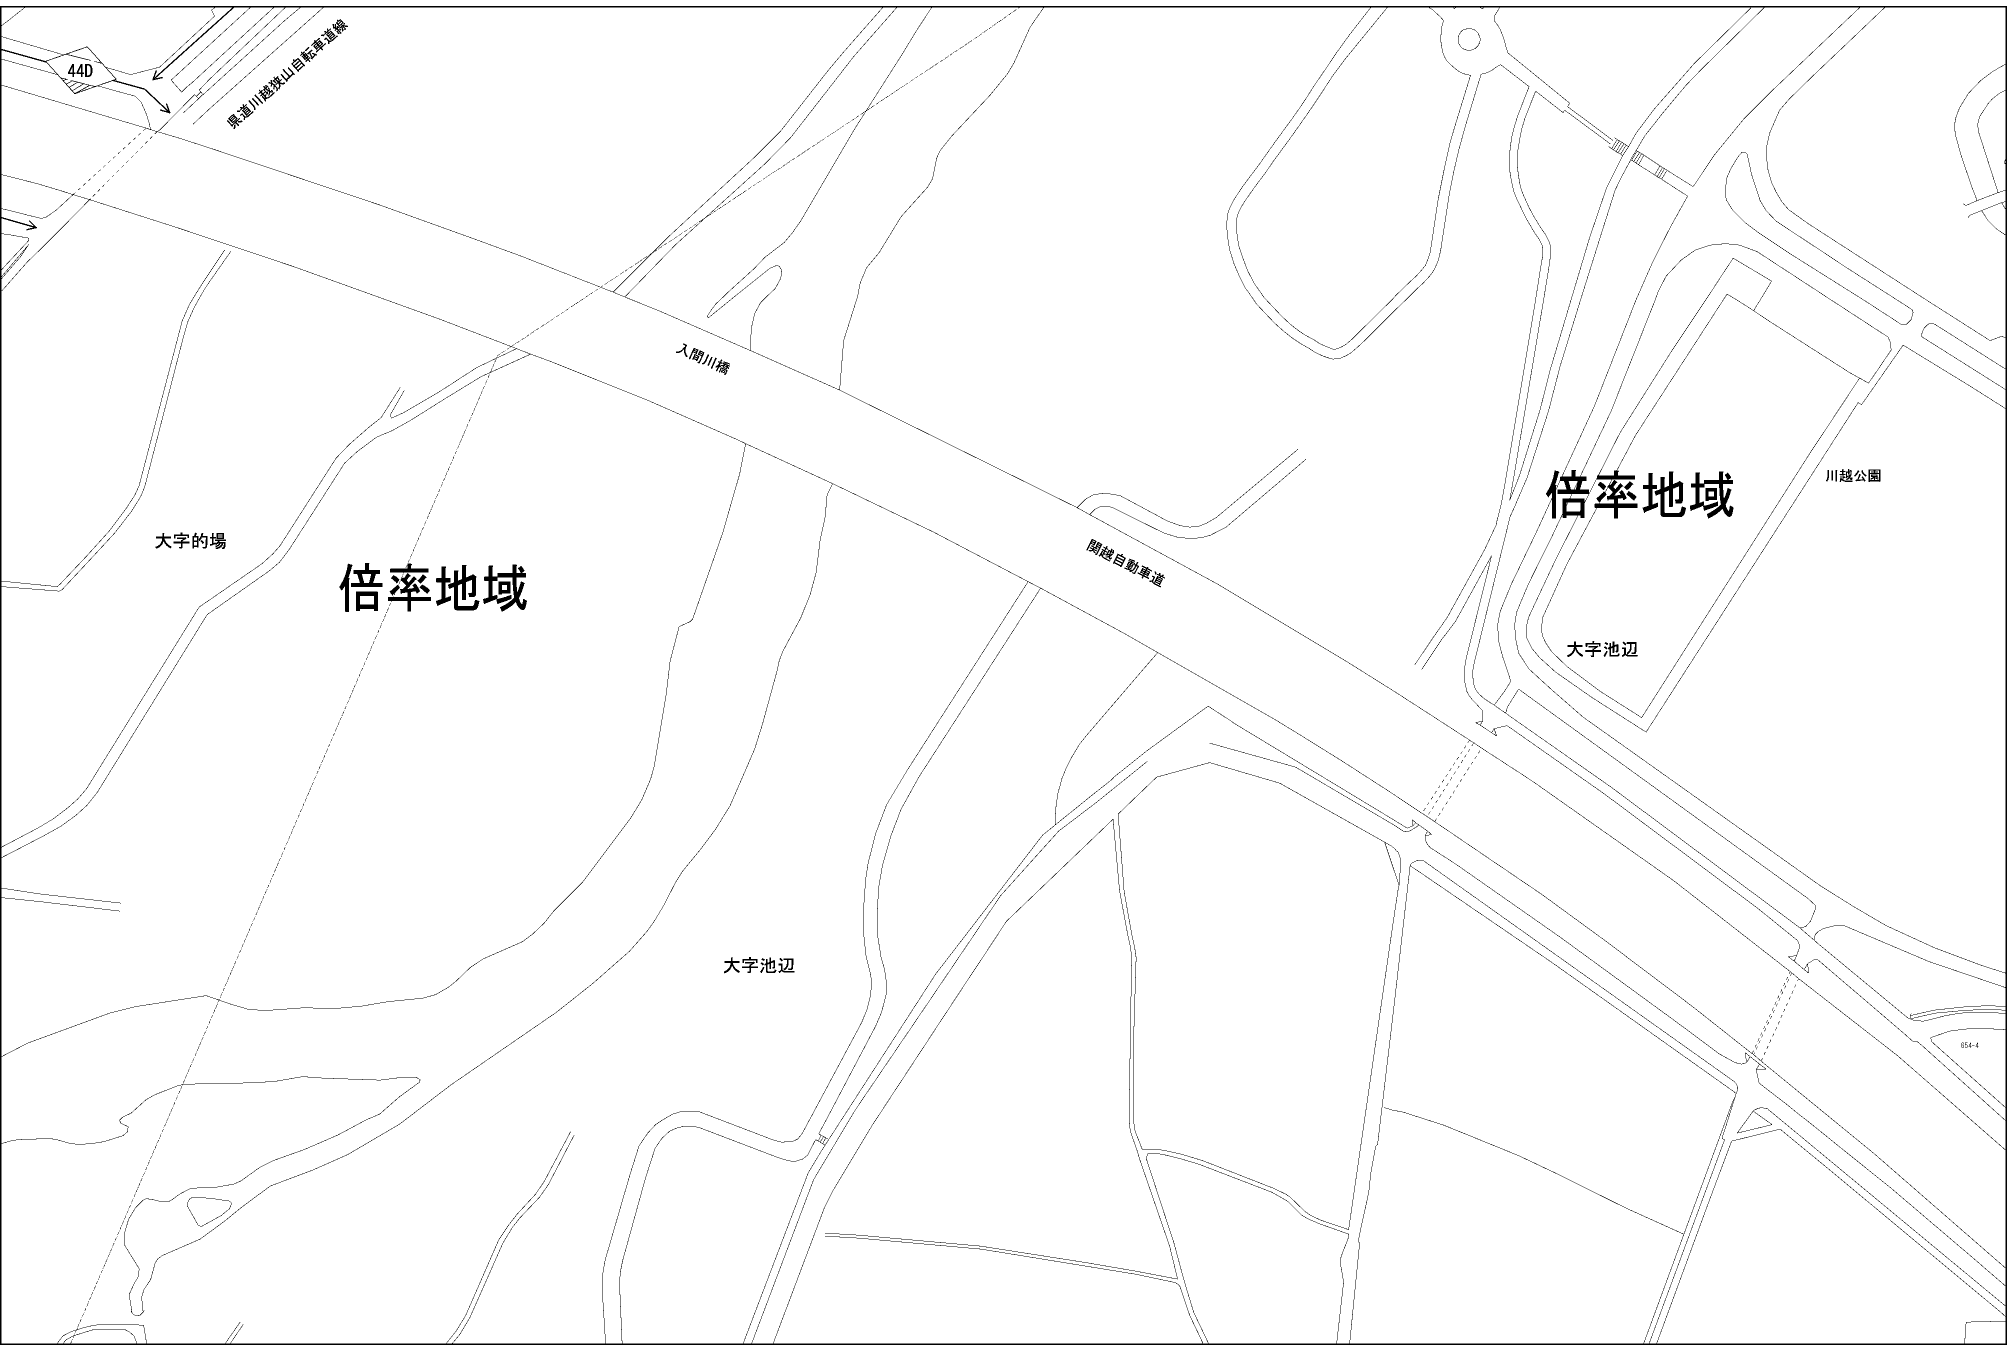 44D
県道川越狭山自転車道線
入間川橋
川越公園
倍率地域
大字的場
関越自動車道
倍率地域
大字池辺
大字池辺
654-4